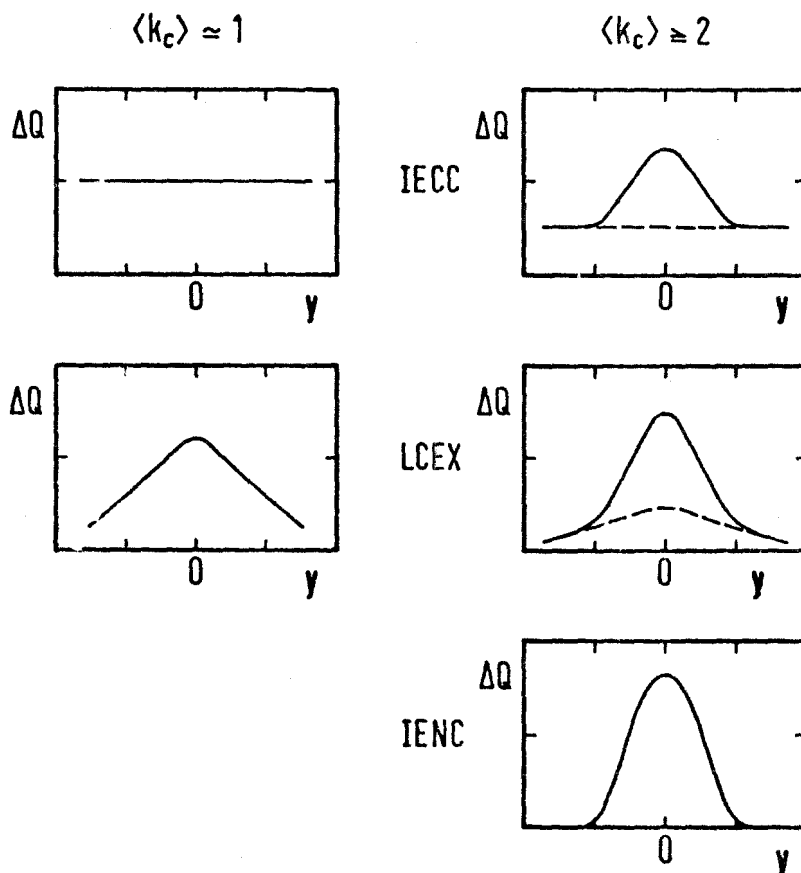 ⟨k_c⟩ ≃ 1
⟨k_c⟩ ≥ 2
ΔQ
0
y
IECC
ΔQ
0
y
ΔQ
0
y
LCEX
ΔQ
0
y
IENC
ΔQ
0
y